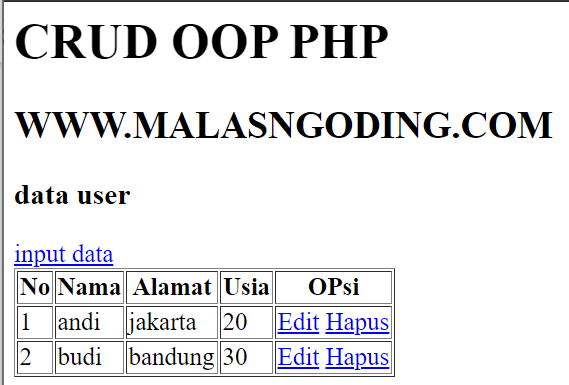 CRUD OOP PHP
WWW.MALASNGODING.COM
data user
input data
No Nama Alamat Usia OPsi
1 andi jakarta 20 Edit Hapus
2 budi bandung 30 Edit Hapus